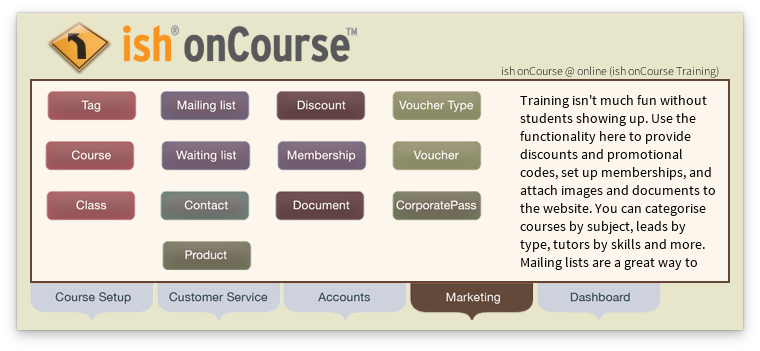 ish® onCourse™
ish onCourse @ online (ish onCourse Training)
Tag
Mailing list
Discount
Voucher Type
Course
Waiting list
Membership
Voucher
Class
Contact
Document
CorporatePass
Product
Training isn't much fun without
students showing up. Use the
functionality here to provide
discounts and promotional
codes, set up memberships, and
attach images and documents to
the website. You can categorise
courses by subject, leads by
type, tutors by skills and more.
Mailing lists are a great way to
Course Setup
Customer Service
Accounts
Marketing
Dashboard